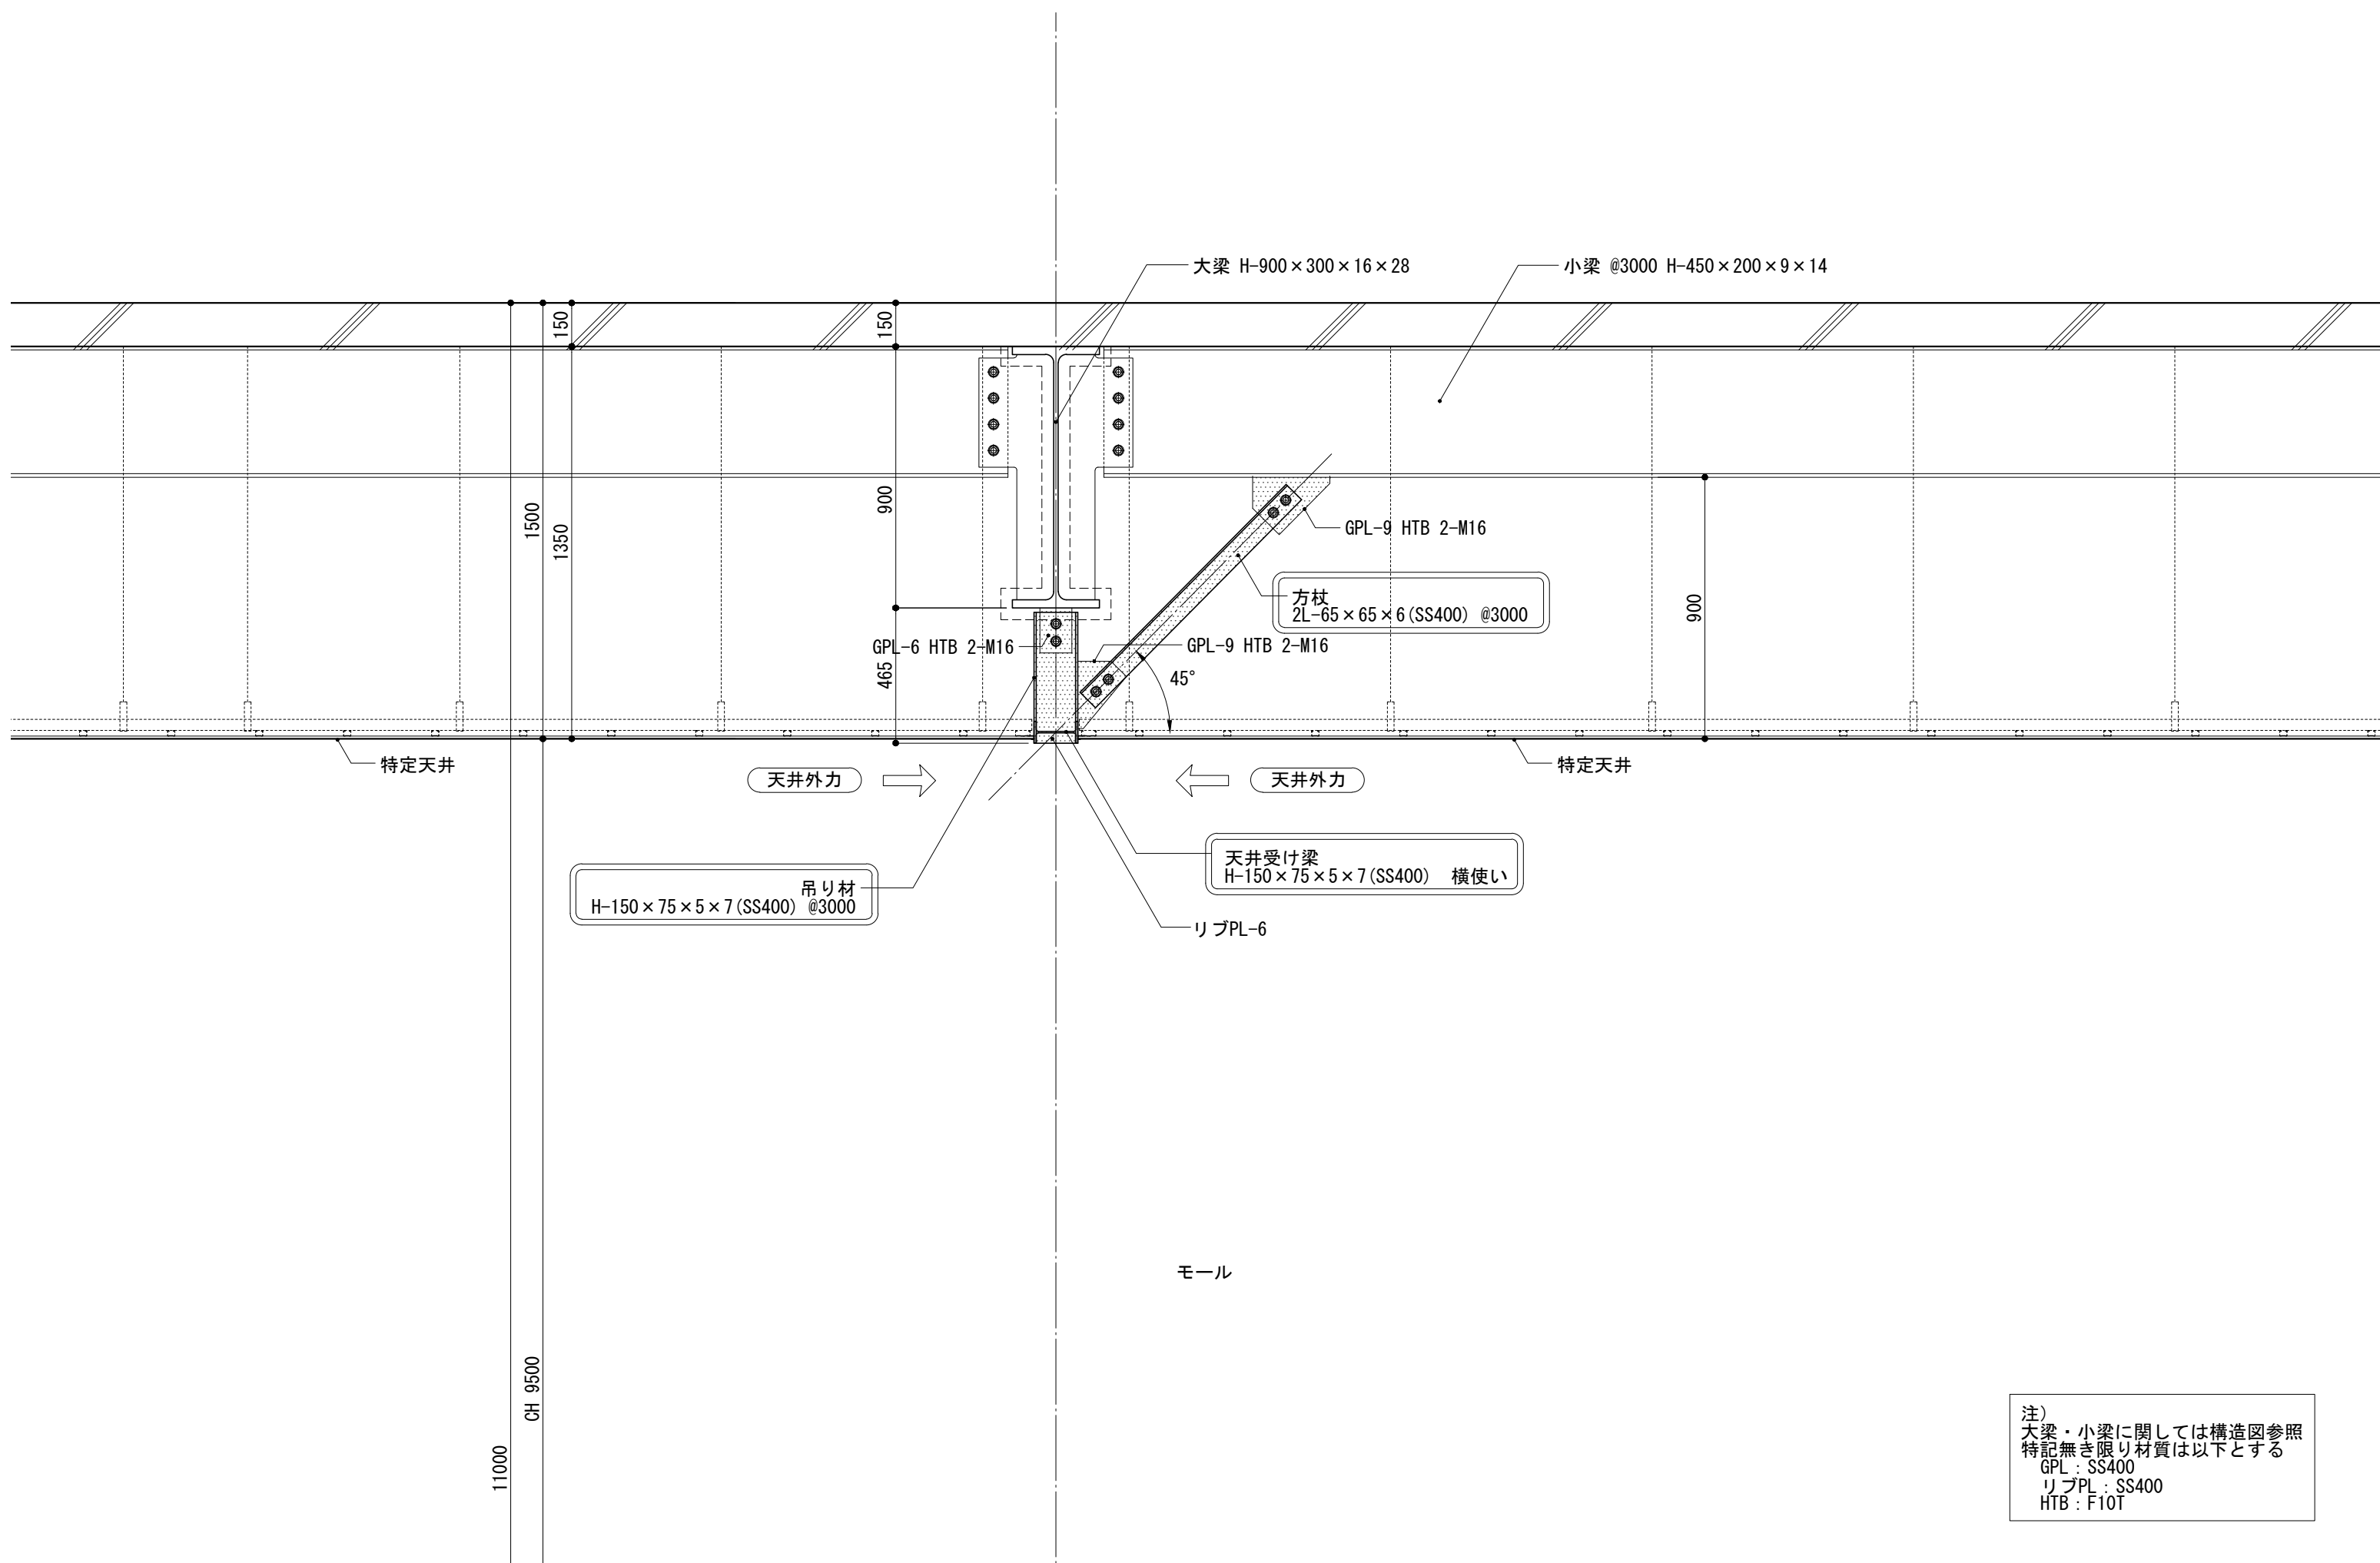 大梁 H-900×300×16×28
小梁 @3000 H-450×200×9×14
150
150
900
1500
1350
GPL-9 HTB 2-M16
方杖
2L-65×65×6(SS400) @3000
900
GPL-6 HTB 2-M16
GPL-9 HTB 2-M16
465
45°
特定天井
特定天井
天井外力
天井外力
天井受け梁
H-150×75×5×7(SS400) 横使い
吊り材
H-150×75×5×7(SS400) @3000
リブPL-6
モール
CH 9500
11000
注)
大梁・小梁に関しては構造図参照
特記無き限り材質は以下とする
GPL：SS400
リブPL：SS400
HTB：F10T